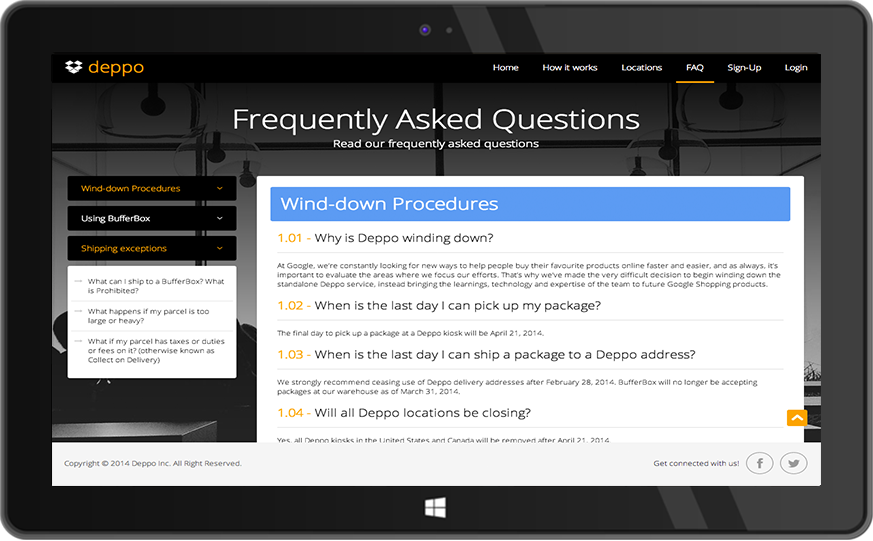 deppo
Home How it works Locations FAQ Sign-Up Login
Frequently Asked Questions
Read our frequently asked questions
Wind-down Procedures
Using BufferBox
Shipping exceptions
What can I ship to a BufferBox? What
is Prohibited?
What happens if my parcel is too
large or heavy?
What if my parcel has taxes or duties
or fees on it? (otherwise known as
Collect on Delivery)
Wind-down Procedures
1.01 - Why is Deppo winding down?
At Google, we're constantly looking for new ways to help people buy their favourite products online faster and easier, and as always, it's
important to evaluate the areas where we focus our efforts. That's why we've made the very difficult decision to begin winding down the
standalone Deppo service, instead bringing the learnings, technology and expertise of the team to future Google Shopping products.
1.02 - When is the last day I can pick up my package?
The final day to pick up a package at a Deppo kiosk will be April 21, 2014.
1.03 - When is the last day I can ship a package to a Deppo address?
We strongly recommend ceasing use of Deppo delivery addresses after February 28, 2014. BufferBox will no longer be accepting
packages at our warehouse as of March 31, 2014.
1.04 - Will all Deppo locations be closing?
Yes, all Deppo kiosks in the United States and Canada will be removed after April 21, 2014.
Copyright © 2014 Deppo Inc. All Right Reserved.
Get connected with us!